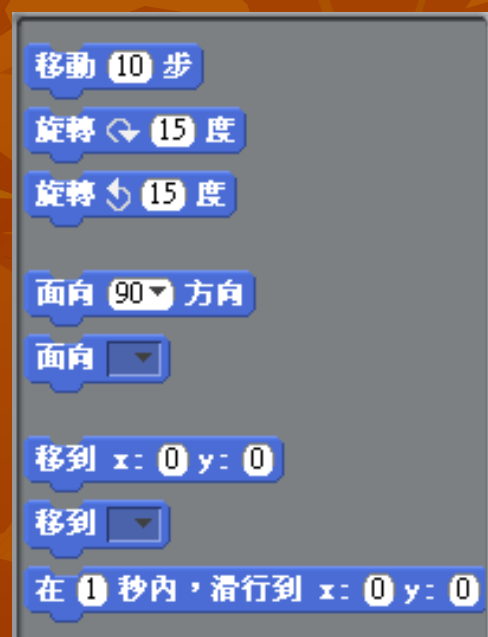 移動 10 步
旋轉 15 度
旋轉 15 度
面向 90 方向
面向
移到 x: 0 y: 0
移到
在 1 秒內，滑行到 x: 0 y: 0